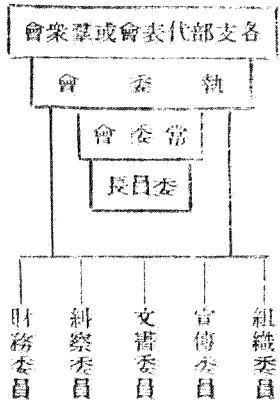 各支部代表會或羣衆會
執委會
常委會
委員長
組織委員
宣傳委員
文書委員
糾察委員
財務委員